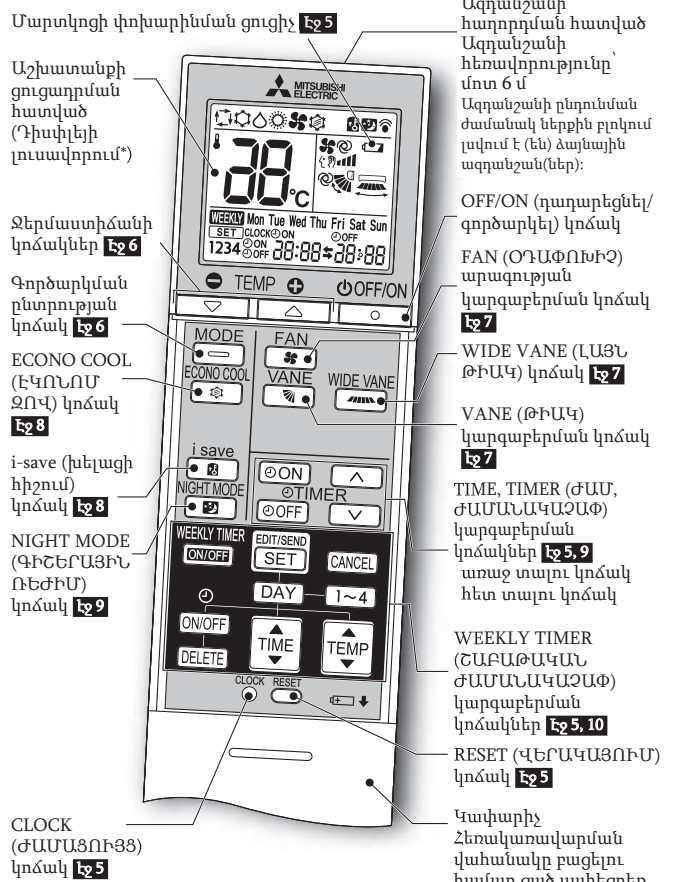 Մարտկոցի փոխարինման ցուցիչ Էջ 5
Աշխատանքի
ցուցադրման
հատված
(Դիսփլեյի
լուսավորում*)
Ջերմաստիճանի
կոճակներ Էջ 6
Գործարկման
ընտրության
կոճակ Էջ 6
ECONO COOL
(ԷԿՈՆՈՄ
ԶՈՎ) կոճակ
Էջ 8
i-save (խելացի
հիշում)
կոճակ Էջ 8
NIGHT MODE
(ԳԻՇԵՐԱՅԻՆ
ՌԵԺԻՄ)
կոճակ Էջ 9
CLOCK
(ԺԱՄԱՑՈՒՅՑ)
կոճակ Էջ 5
MITSUBISHI
ELECTRIC
88°C
WEEKLY Mon Tue Wed Thu Fri Sat Sun
SET CLOCK ON OFF
1234 ON OFF 88:88 88:88
TEMP OFF/ON
MODE FAN
ECONO COOL VANE WIDE VANE
i save
NIGHT MODE
ON
TIMER
OFF
WEEKLY TIMER
ON/OFF
EDIT/SEND
SET
CANCEL
DAY 1~4
ON/OFF
TIME TEMP
DELETE
CLOCK RESET
Ազդանշանի
հաղորդման հատված
Ազդանշանի
հեռավորությունը՝
մոտ 6 մ
Ազդանշանի ընդունման
ժամանակ ներքին բլոկում
լսվում է (են) ձայնային
ազդանշան(ներ):
OFF/ON (դադարեցնել/
գործարկել) կոճակ
FAN (ՕԴԱՓՈԽԻՉ)
արագության
կարգաբերման կոճակ
Էջ 7
WIDE VANE (ԼԱՅՆ
ԹԻԱԿ) կոճակ Էջ 7
VANE (ԹԻԱԿ)
կարգաբերման կոճակ
Էջ 7
TIME, TIMER (ԺԱՄ,
ԺԱՄԱՆԱԿԱՉԱՓ)
կարգաբերման
կոճակներ Էջ 5, 9
առաջ տալու կոճակ
հետ տալու կոճակ
WEEKLY TIMER
(ՇԱԲԱԹԱԿԱՆ
ԺԱՄԱՆԱԿԱՉԱՓ)
կարգաբերման
կոճակներ Էջ 5, 10
RESET (ՎԵՐԱԿԱՅՈՒՄ)
կոճակ Էջ 5
Կափարիչ
Հեռակառավարման
վահանակը բացելու